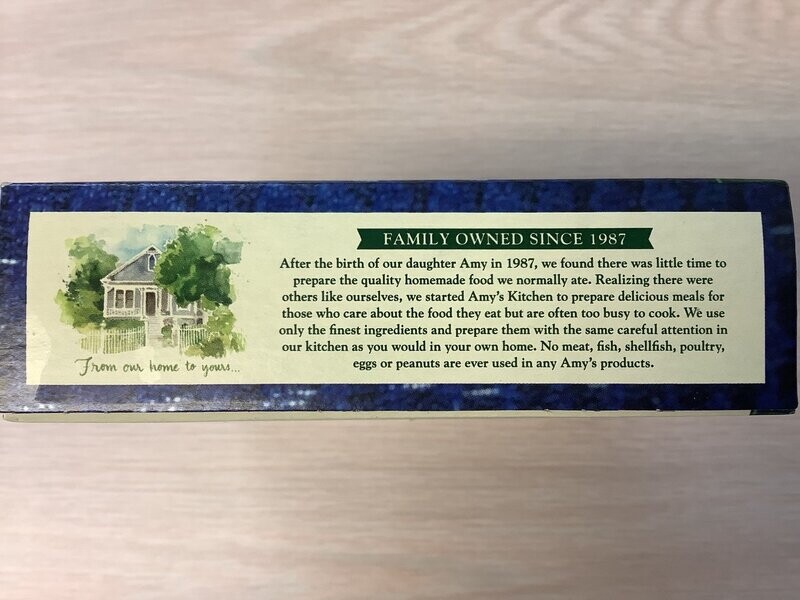 FAMILY OWNED SINCE 1987
After the birth of our daughter Amy in 1987, we found there was little time to
prepare the quality homemade food we normally ate. Realizing there were
others like ourselves, we started Amy's Kitchen to prepare delicious meals for
those who care about the food they eat but are often too busy to cook. We use
only the finest ingredients and prepare them with the same careful attention in
our kitchen as you would in your own home. No meat, fish, shellfish, poultry,
eggs or peanuts are ever used in any Amy's products.
From our home to yours...